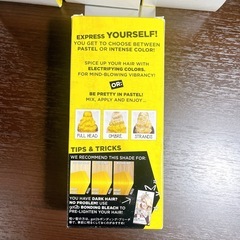 EXPRESS YOURSELF!
YOU GET TO CHOOSE BETWEEN
PASTEL OR INTENSE COLOR!
SPICE UP YOUR HAIR WITH
ELECTRIFYING COLORS,
FOR MIND-BLOWING VIBRANCY!
OR:
BE PRETTY IN PASTEL!
MIX, APPLY AND ENJOY...
FULL HEAD
OMBRE
STRANDS
TIPS & TRICKS
WE RECOMMEND THIS SHADE FOR:
YOU HAVE DARK HAIR?
NO PROBLEM! USE
go2b BONDING BLEACH TO
PRE-LIGHTEN YOUR HAIR!